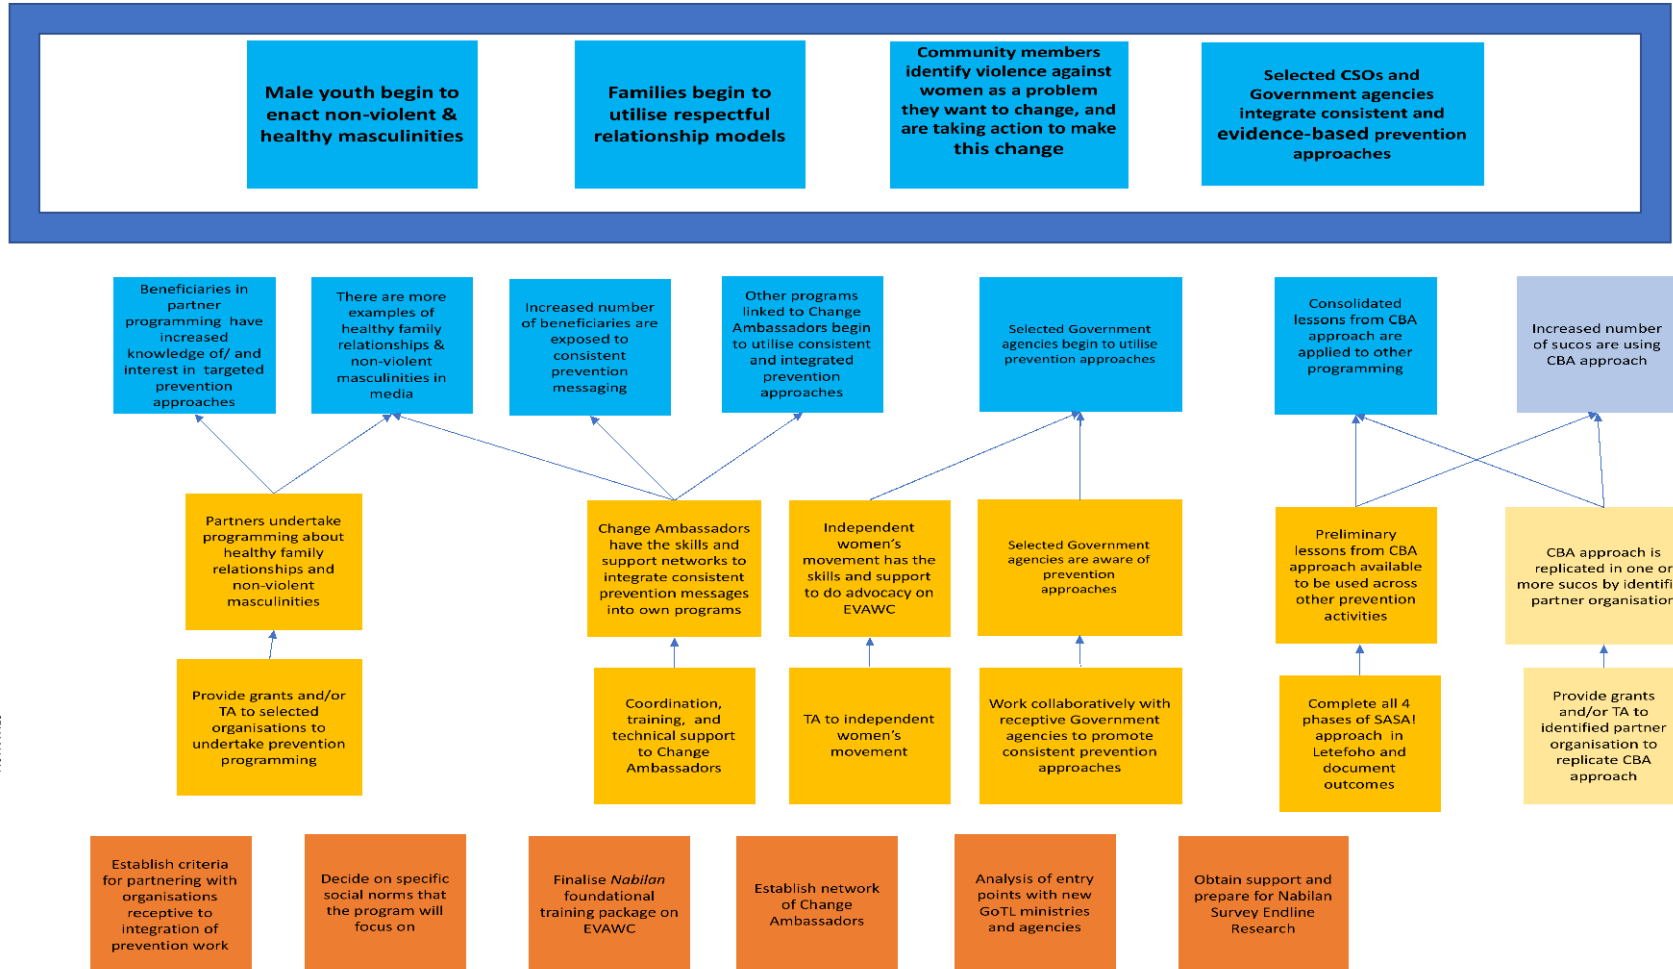 Male youth begin to
enact non-violent &
healthy masculinities
Families begin to
utilise respectful
relationship models
Community members
identify violence against
women as a problem
they want to change, and
are taking action to make
this change
Selected CSOs and
Government agencies
integrate consistent and
evidence-based prevention
approaches
Beneficiaries in
partner
programming have
increased
knowledge of/ and
interest in targeted
prevention
approaches
There are more
examples of
healthy family
relationships &
non-violent
masculinities in
media
Increased number
of beneficiaries are
exposed to
consistent
prevention
messaging
Other programs
linked to Change
Ambassadors begin
to utilise consistent
and integrated
prevention
approaches
Selected Government
agencies begin to utilise
prevention approaches
Consolidated
lessons from CBA
approach are
applied to other
programming
Increased number
of sucos are using
CBA approach
Partners undertake
programming about
healthy family
relationships and
non-violent
masculinities
Change Ambassadors
have the skills and
support networks to
integrate consistent
prevention messages
into own programs
Independent
women's
movement has the
skills and support
to do advocacy on
EVAWC
Selected Government
agencies are aware of
prevention
approaches
Preliminary
lessons from CBA
approach available
to be used across
other prevention
activities
CBA approach is
replicated in one or
more sucos by
partner organisation
Provide grants and/or
TA to selected
organisations to
undertake prevention
programming
Coordination,
training, and
technical support
to Change
Ambassadors
TA to independent
women's
movement
Work collaboratively with
receptive Government
agencies to promote
consistent prevention
approaches
Complete all 4
phases of SASA!
approach in
Letefoho and
document
outcomes
Provide grants
and/or TA to
identified partner
organisation to
replicate CBA
approach
Establish criteria
for partnering with
organisations
receptive to
integration of
prevention work
Decide on specific
social norms that
the program will
focus on
Finalise Nabilan
foundational
training package on
EVAWC
Establish network
of Change
Ambassadors
Analysis of entry
points with new
GoTL ministries
and agencies
Obtain support and
prepare for Nabilan
Survey Endline
Research